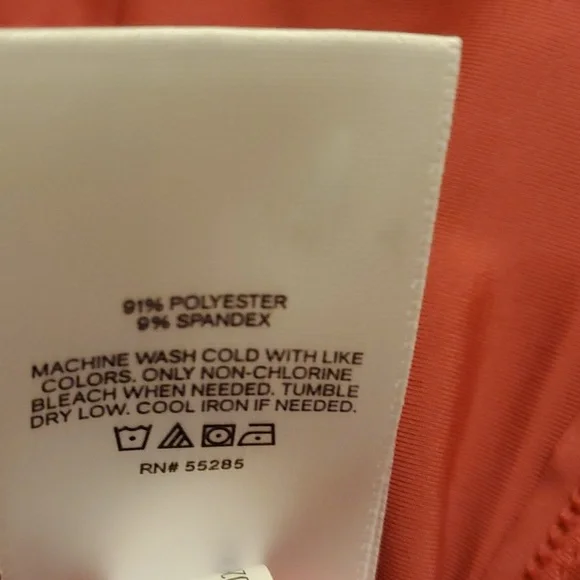 91% POLYESTER
9% SPANDEX
MACHINE WASH COLD WITH LIKE
COLORS. ONLY NON-CHLORINE
BLEACH WHEN NEEDED. TUMBLE
DRY LOW. COOL IRON IF NEEDED.
RN# 55285